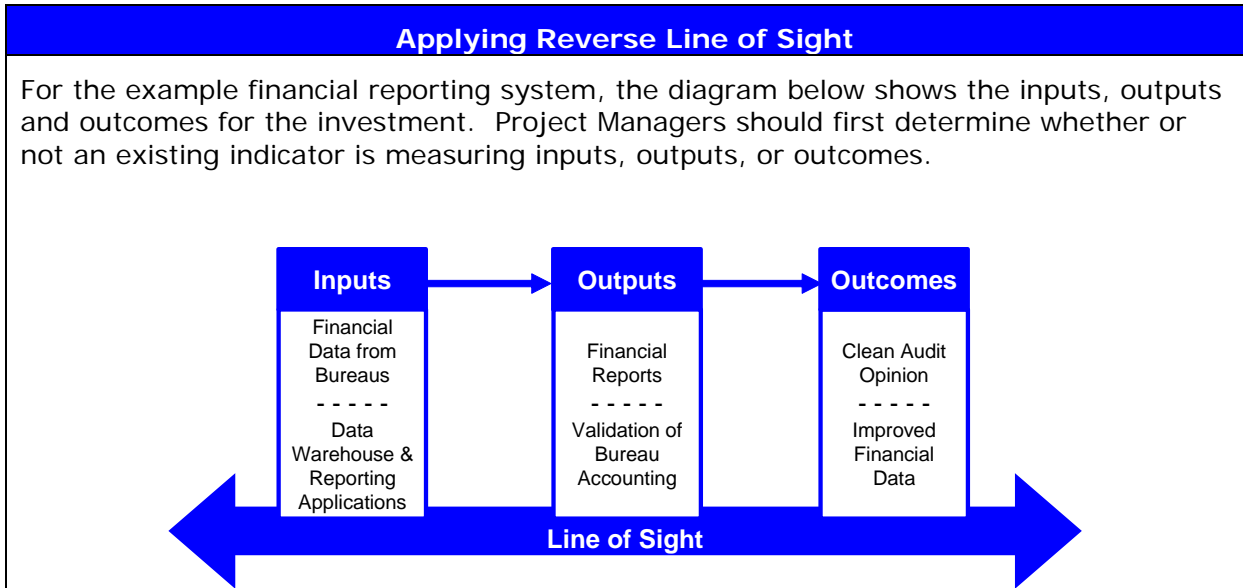 Applying Reverse Line of Sight
For the example financial reporting system, the diagram below shows the inputs, outputs
and outcomes for the investment. Project Managers should first determine whether or
not an existing indicator is measuring inputs, outputs, or outcomes.
Inputs
Financial
Data from
Bureaus
- - - - -
Data
Warehouse &
Reporting
Applications
Outputs
Financial
Reports
- - - - -
Validation of
Bureau
Accounting
Outcomes
Clean Audit
Opinion
- - - - -
Improved
Financial
Data
Line of Sight